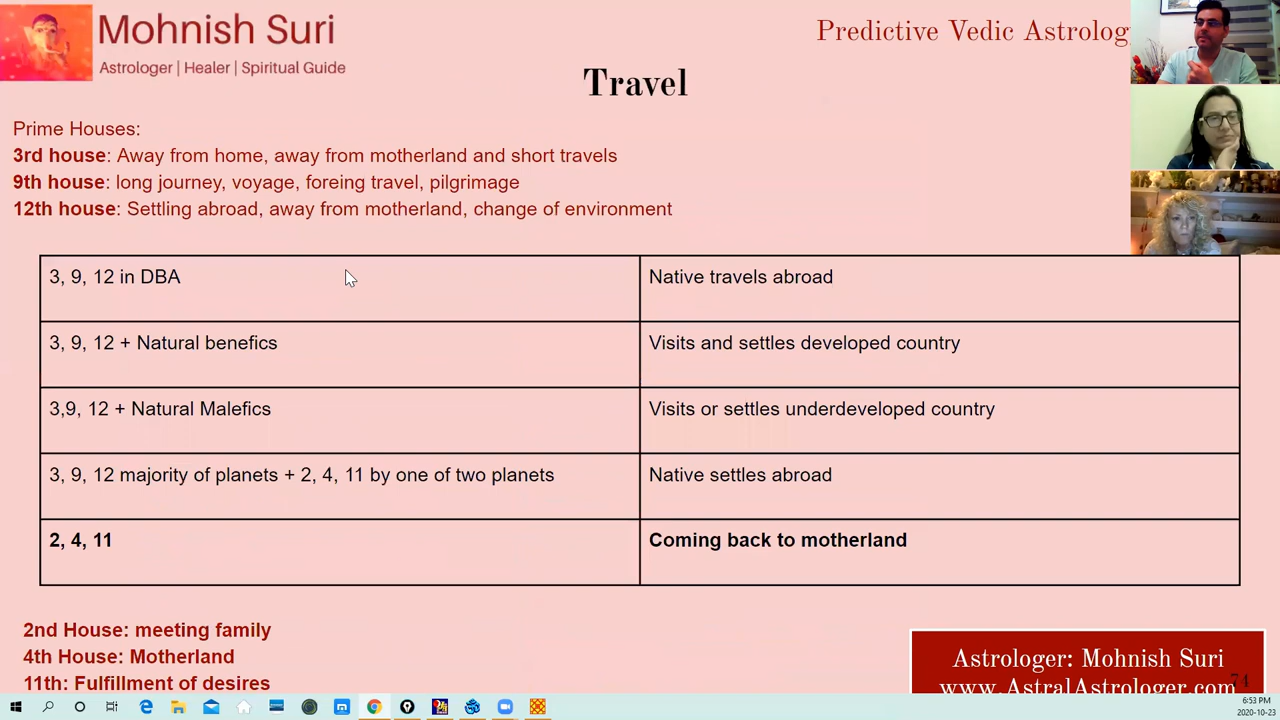 Mohnish Suri
Astrologer | Healer | Spiritual Guide
Predictive Vedic Astrolog
Travel
Prime Houses:
3rd house: Away from home, away from motherland and short travels
9th house: long journey, voyage, foreing travel, pilgrimage
12th house: Settling abroad, away from motherland, change of environment
3, 9, 12 in DBA
Native travels abroad
3, 9, 12 + Natural benefics
Visits and settles developed country
3,9, 12 + Natural Malefics
Visits or settles underdeveloped country
3, 9, 12 majority of planets + 2, 4, 11 by one of two planets
Native settles abroad
2, 4, 11
Coming back to motherland
2nd House: meeting family
4th House: Motherland
11th: Fulfillment of desires
Astrologer: Mohnish Suri
www.AstralAstrologer.com
74
6:53 PM
2020-10-23